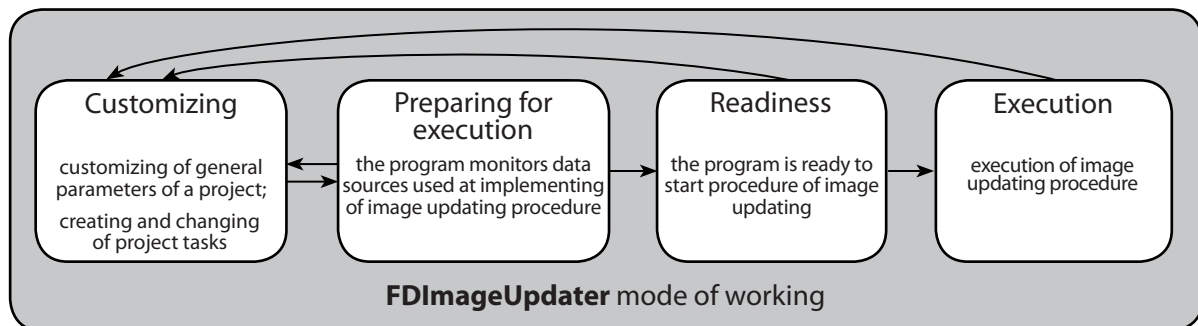 Customizing
customizing of general
parameters of a project;
creating and changing
of project tasks
Preparing for
execution
the program monitors data
sources used at implementing
of image updating procedure
Readiness
the program is ready to
start procedure of image
updating
Execution
execution of image
updating procedure
FDImageUpdater mode of working